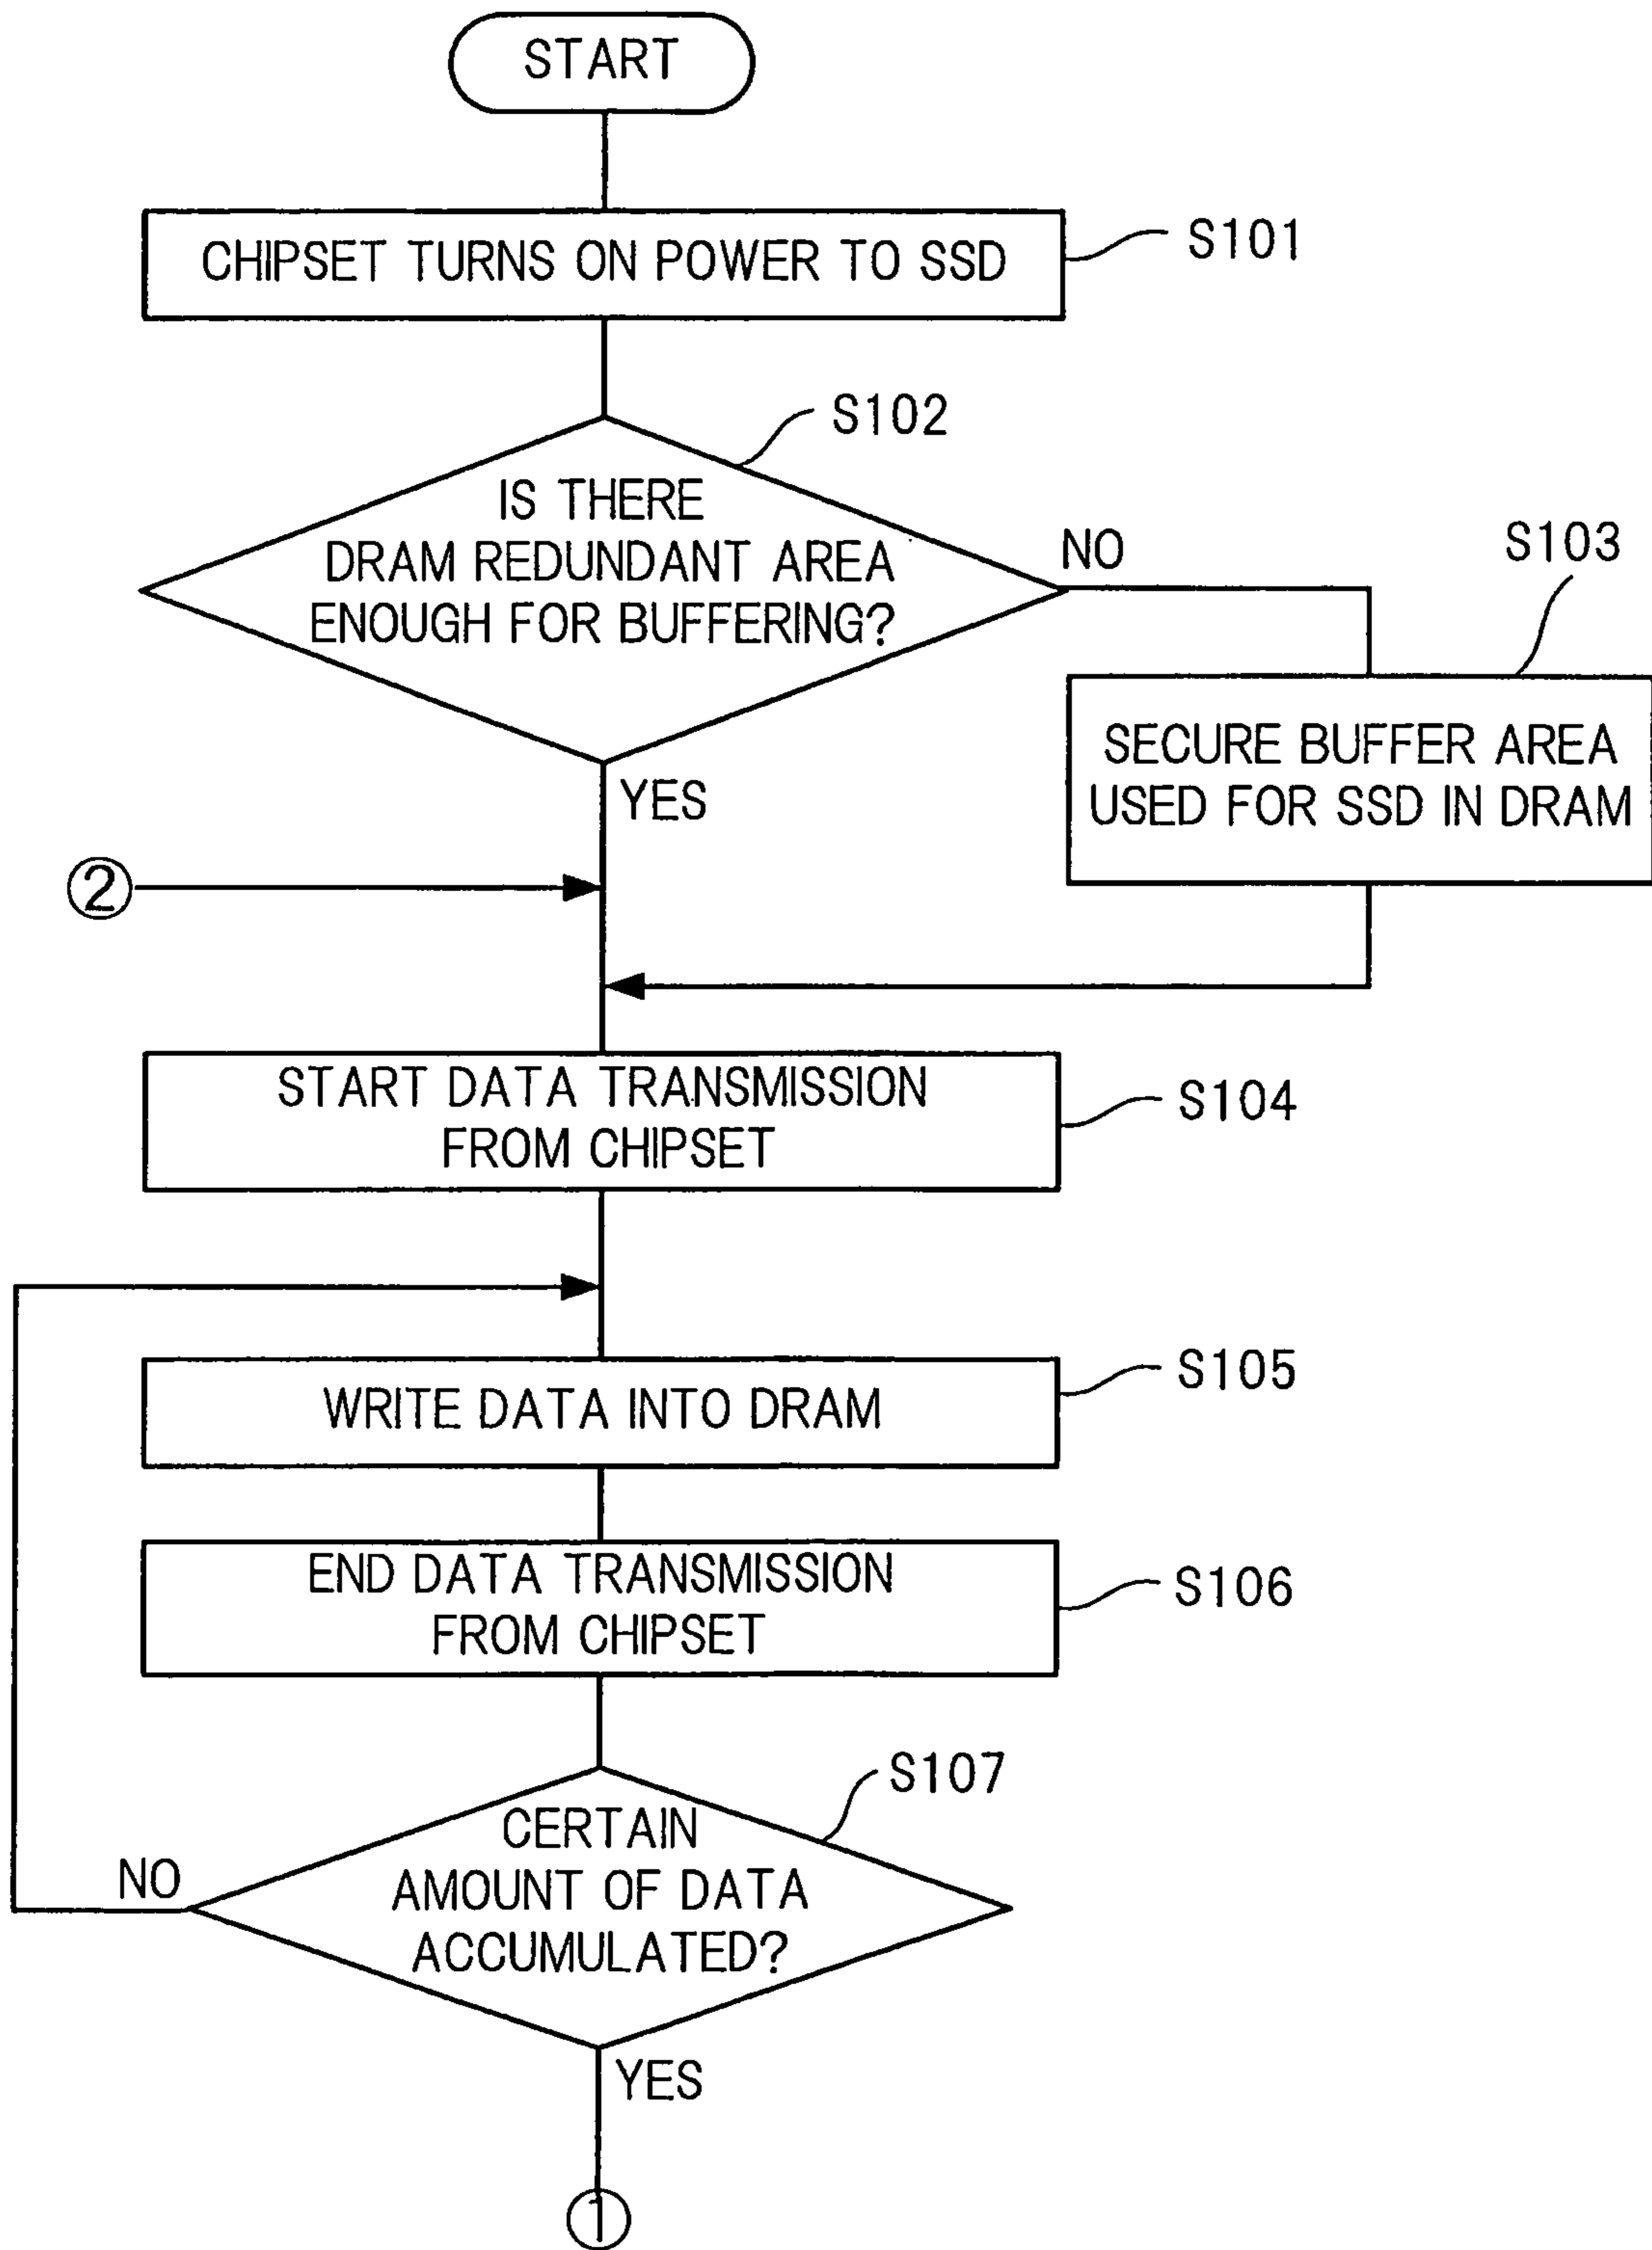 START
CHIPSET TURNS ON POWER TO SSD
S101
S102
IS THERE
DRAM REDUNDANT AREA
ENOUGH FOR BUFFERING?
NO
S103
SECURE BUFFER AREA
USED FOR SSD IN DRAM
YES
②
START DATA TRANSMISSION
FROM CHIPSET
S104
WRITE DATA INTO DRAM
S105
END DATA TRANSMISSION
FROM CHIPSET
S106
S107
CERTAIN
AMOUNT OF DATA
ACCUMULATED?
NO
YES
①